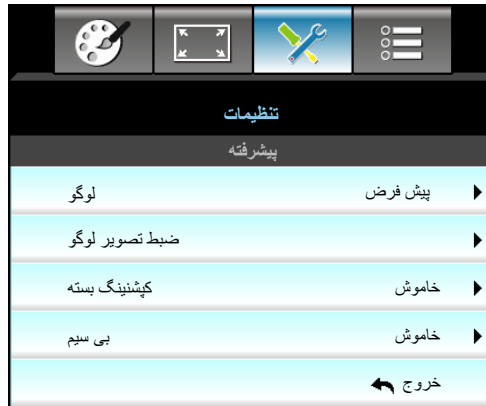 تنظیمات
پیشرفته
لوگو پیش فرض
ضبط تصویر لوگو
کپشنینگ بسته خاموش
بی سیم خاموش
خروج